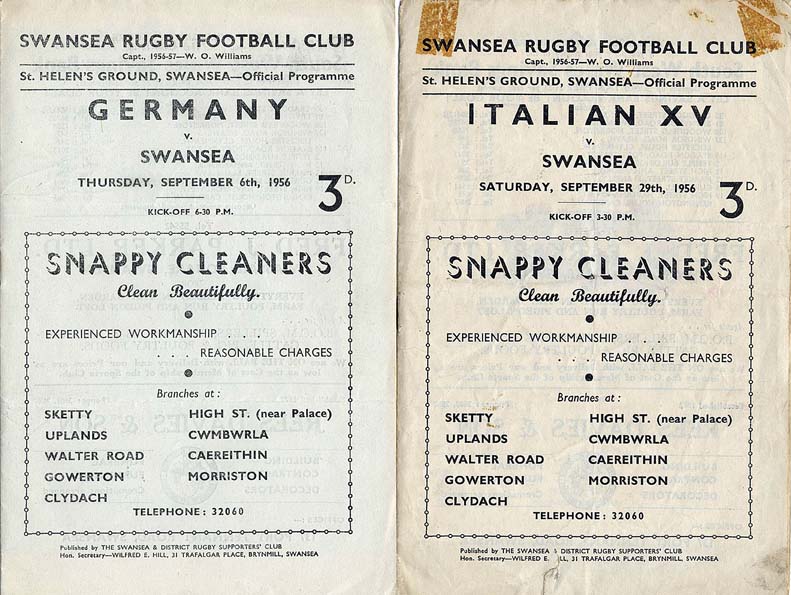 SWANSEA RUGBY FOOTBALL CLUB
Capt., 1956-57—W. O. Williams
St. HELEN'S GROUND, SWANSEA—Official Programme
GERMANY
v.
SWANSEA
THURSDAY, SEPTEMBER 6th, 1956
3D.
KICK-OFF 6-30 P.M.
SNAPPY CLEANERS
Clean Beautifully.
EXPERIENCED WORKMANSHIP . . . .
. . . . REASONABLE CHARGES
Branches at :
SKETTY HIGH ST. (near Palace)
UPLANDS CWMBWRLA
WALTER ROAD CAEREITHIN
GOWERTON MORRISTON
CLYDACH
TELEPHONE : 32060
Published by THE SWANSEA & DISTRICT RUGBY SUPPORTERS' CLUB
Hon. Secretary—WILFRED E. HILL, 31 TRAFALGAR PLACE, BRYNMILL, SWANSEA
SWANSEA RUGBY FOOTBALL CLUB
Capt., 1956-57—W. O. Williams
St. HELEN'S GROUND, SWANSEA—Official Programme
ITALIAN XV
v.
SWANSEA
SATURDAY, SEPTEMBER 29th, 1956
3D.
KICK-OFF 3-30 P.M.
SNAPPY CLEANERS
Clean Beautifully.
EXPERIENCED WORKMANSHIP . . . .
. . . . REASONABLE CHARGES
Branches at :
SKETTY HIGH ST. (near Palace)
UPLANDS CWMBWRLA
WALTER ROAD CAEREITHIN
GOWERTON MORRISTON
CLYDACH
TELEPHONE : 32060
Published by THE SWANSEA & DISTRICT RUGBY SUPPORTERS' CLUB
Hon. Secretary—WILFRED E. HILL, 31 TRAFALGAR PLACE, BRYNMILL, SWANSEA